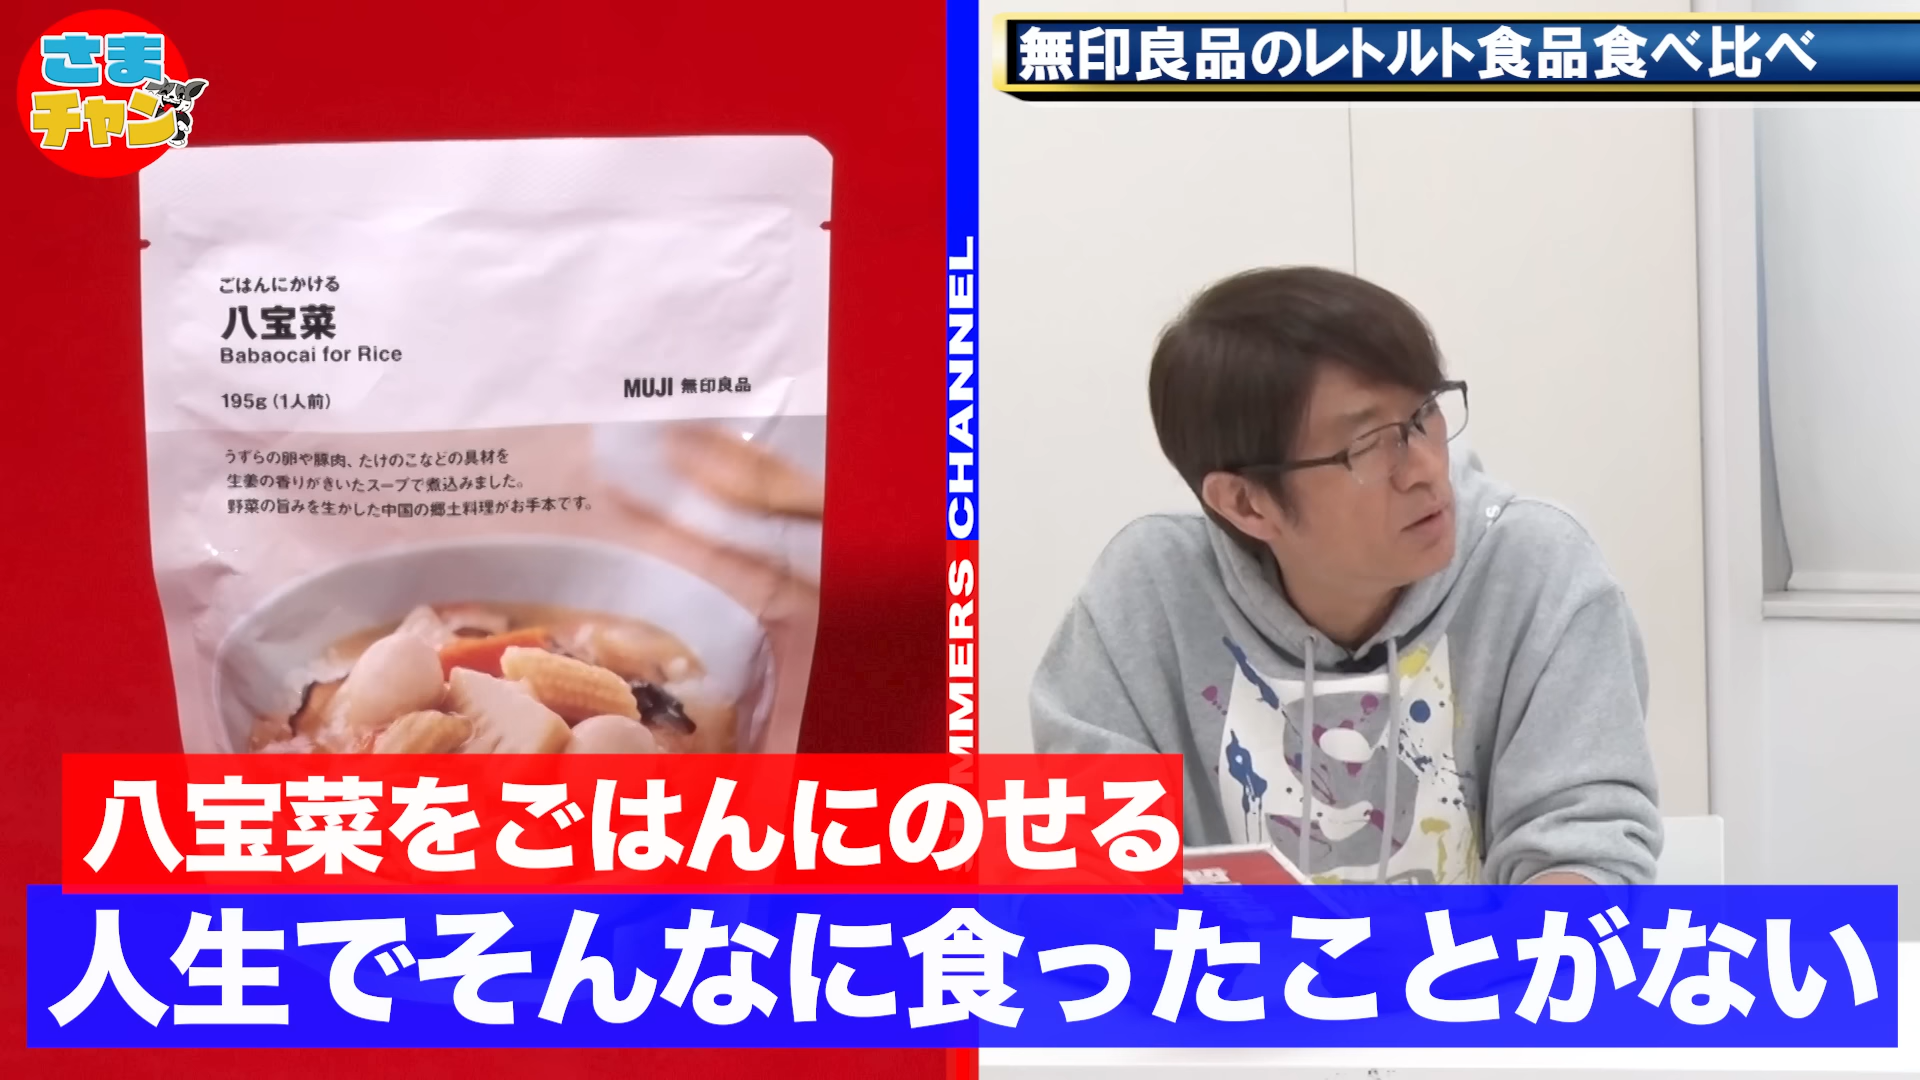 さま
チャン
無印良品のレトルト食品食べ比べ
ごはんにかける
八宝菜
Babaocai for Rice
195g(1人前)
MUJI 無印良品
うずらの卵や豚肉、たけのこなどの具材を
生姜の香りがきいたスープで煮込みました。
野菜の旨みを生かした中国の郷土料理がお手本です。
MMERS CHANNEL
八宝菜をごはんにのせる
人生でそんなに食ったことがない